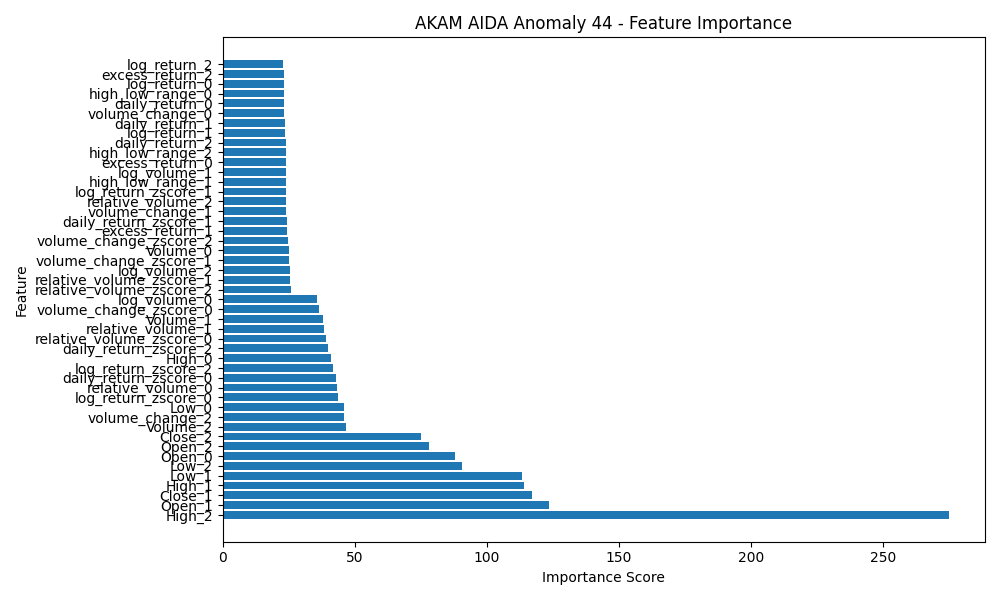 AKAM AIDA Anomaly 44 - Feature Importance
log_return_2
excess_return_2
log_return_0
high_low_range_0
daily_return_0
volume_change_0
daily_return_1
log_return_1
daily_return_2
high_low_range_2
excess_return_0
log_volume_1
high_low_range_1
log_return_zscore_1
relative_volume_2
volume_change_1
daily_return_zscore_1
excess_return_1
volume_change_zscore_2
Volume_0
volume_change_zscore_1
log_volume_2
relative_volume_zscore_1
relative_volume_zscore_2
log_volume_0
volume_change_zscore_0
Volume_1
relative_volume_1
relative_volume_zscore_0
daily_return_zscore_2
High_0
log_return_zscore_2
daily_return_zscore_0
relative_volume_0
log_return_zscore_0
Low_0
volume_change_2
Volume_2
Close_2
Open_2
Open_0
Low_2
Low_1
High_1
Close_1
Open_1
High_2
Feature
0 50 100 150 200 250
Importance Score